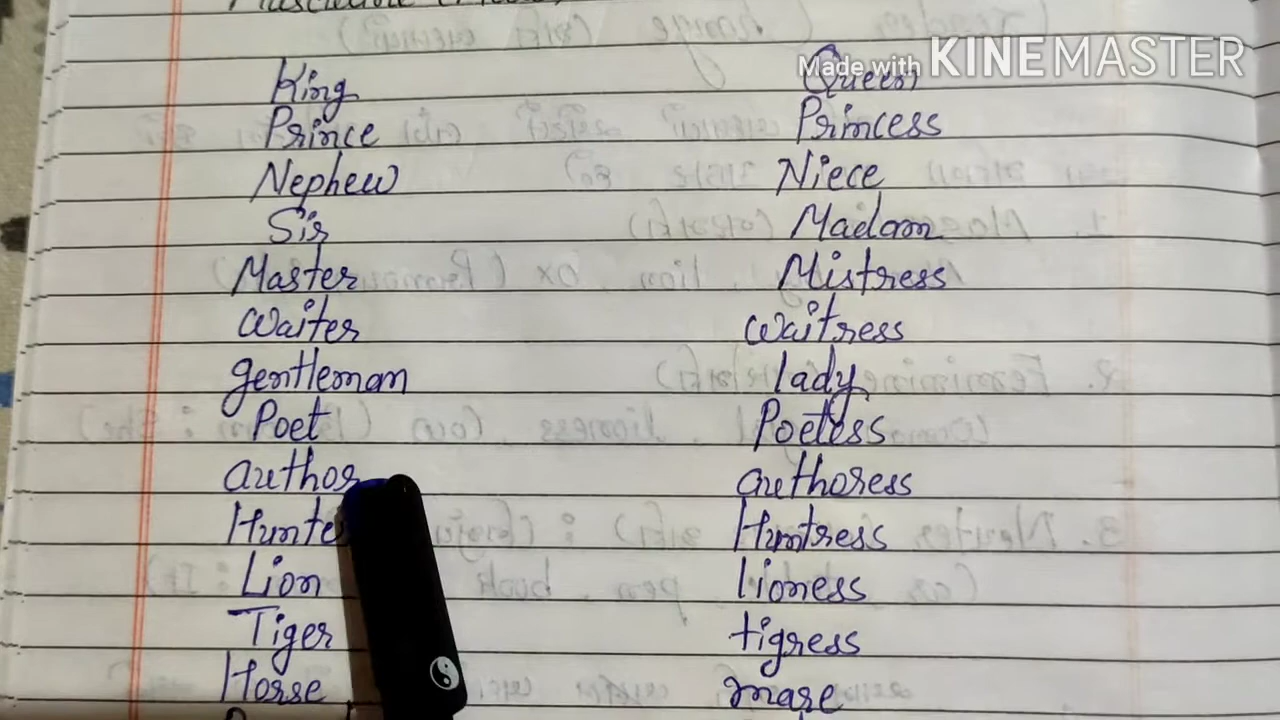 Made with KINEMASTER
King Queen
Prince Princess
Nephew Niece
Sir Madam
Master Mistress
Waiter Waitress
gentleman lady
Poet Poetess
author authoress
Hunte Huntress
Lion lioness
Tiger tigress
Horse mare